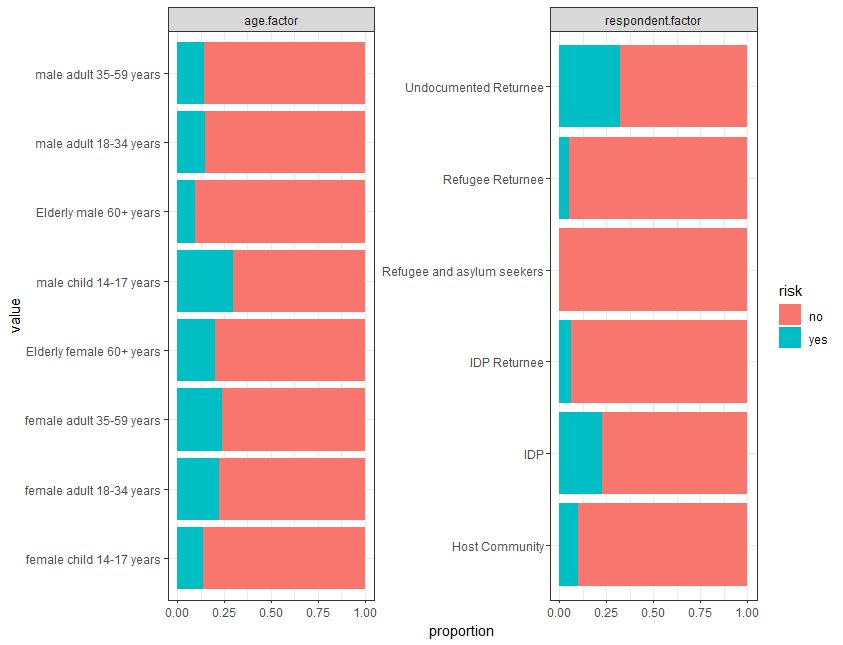 age.factor
respondent.factor
value
male adult 35-59 years
male adult 18-34 years
Elderly male 60+ years
male child 14-17 years
Elderly female 60+ years
female adult 35-59 years
female adult 18-34 years
female child 14-17 years
0.00 0.25 0.50 0.75 1.00
Undocumented Returnee
Refugee Returnee
Refugee and asylum seekers
IDP Returnee
IDP
Host Community
0.00 0.25 0.50 0.75 1.00
proportion
risk
no
yes